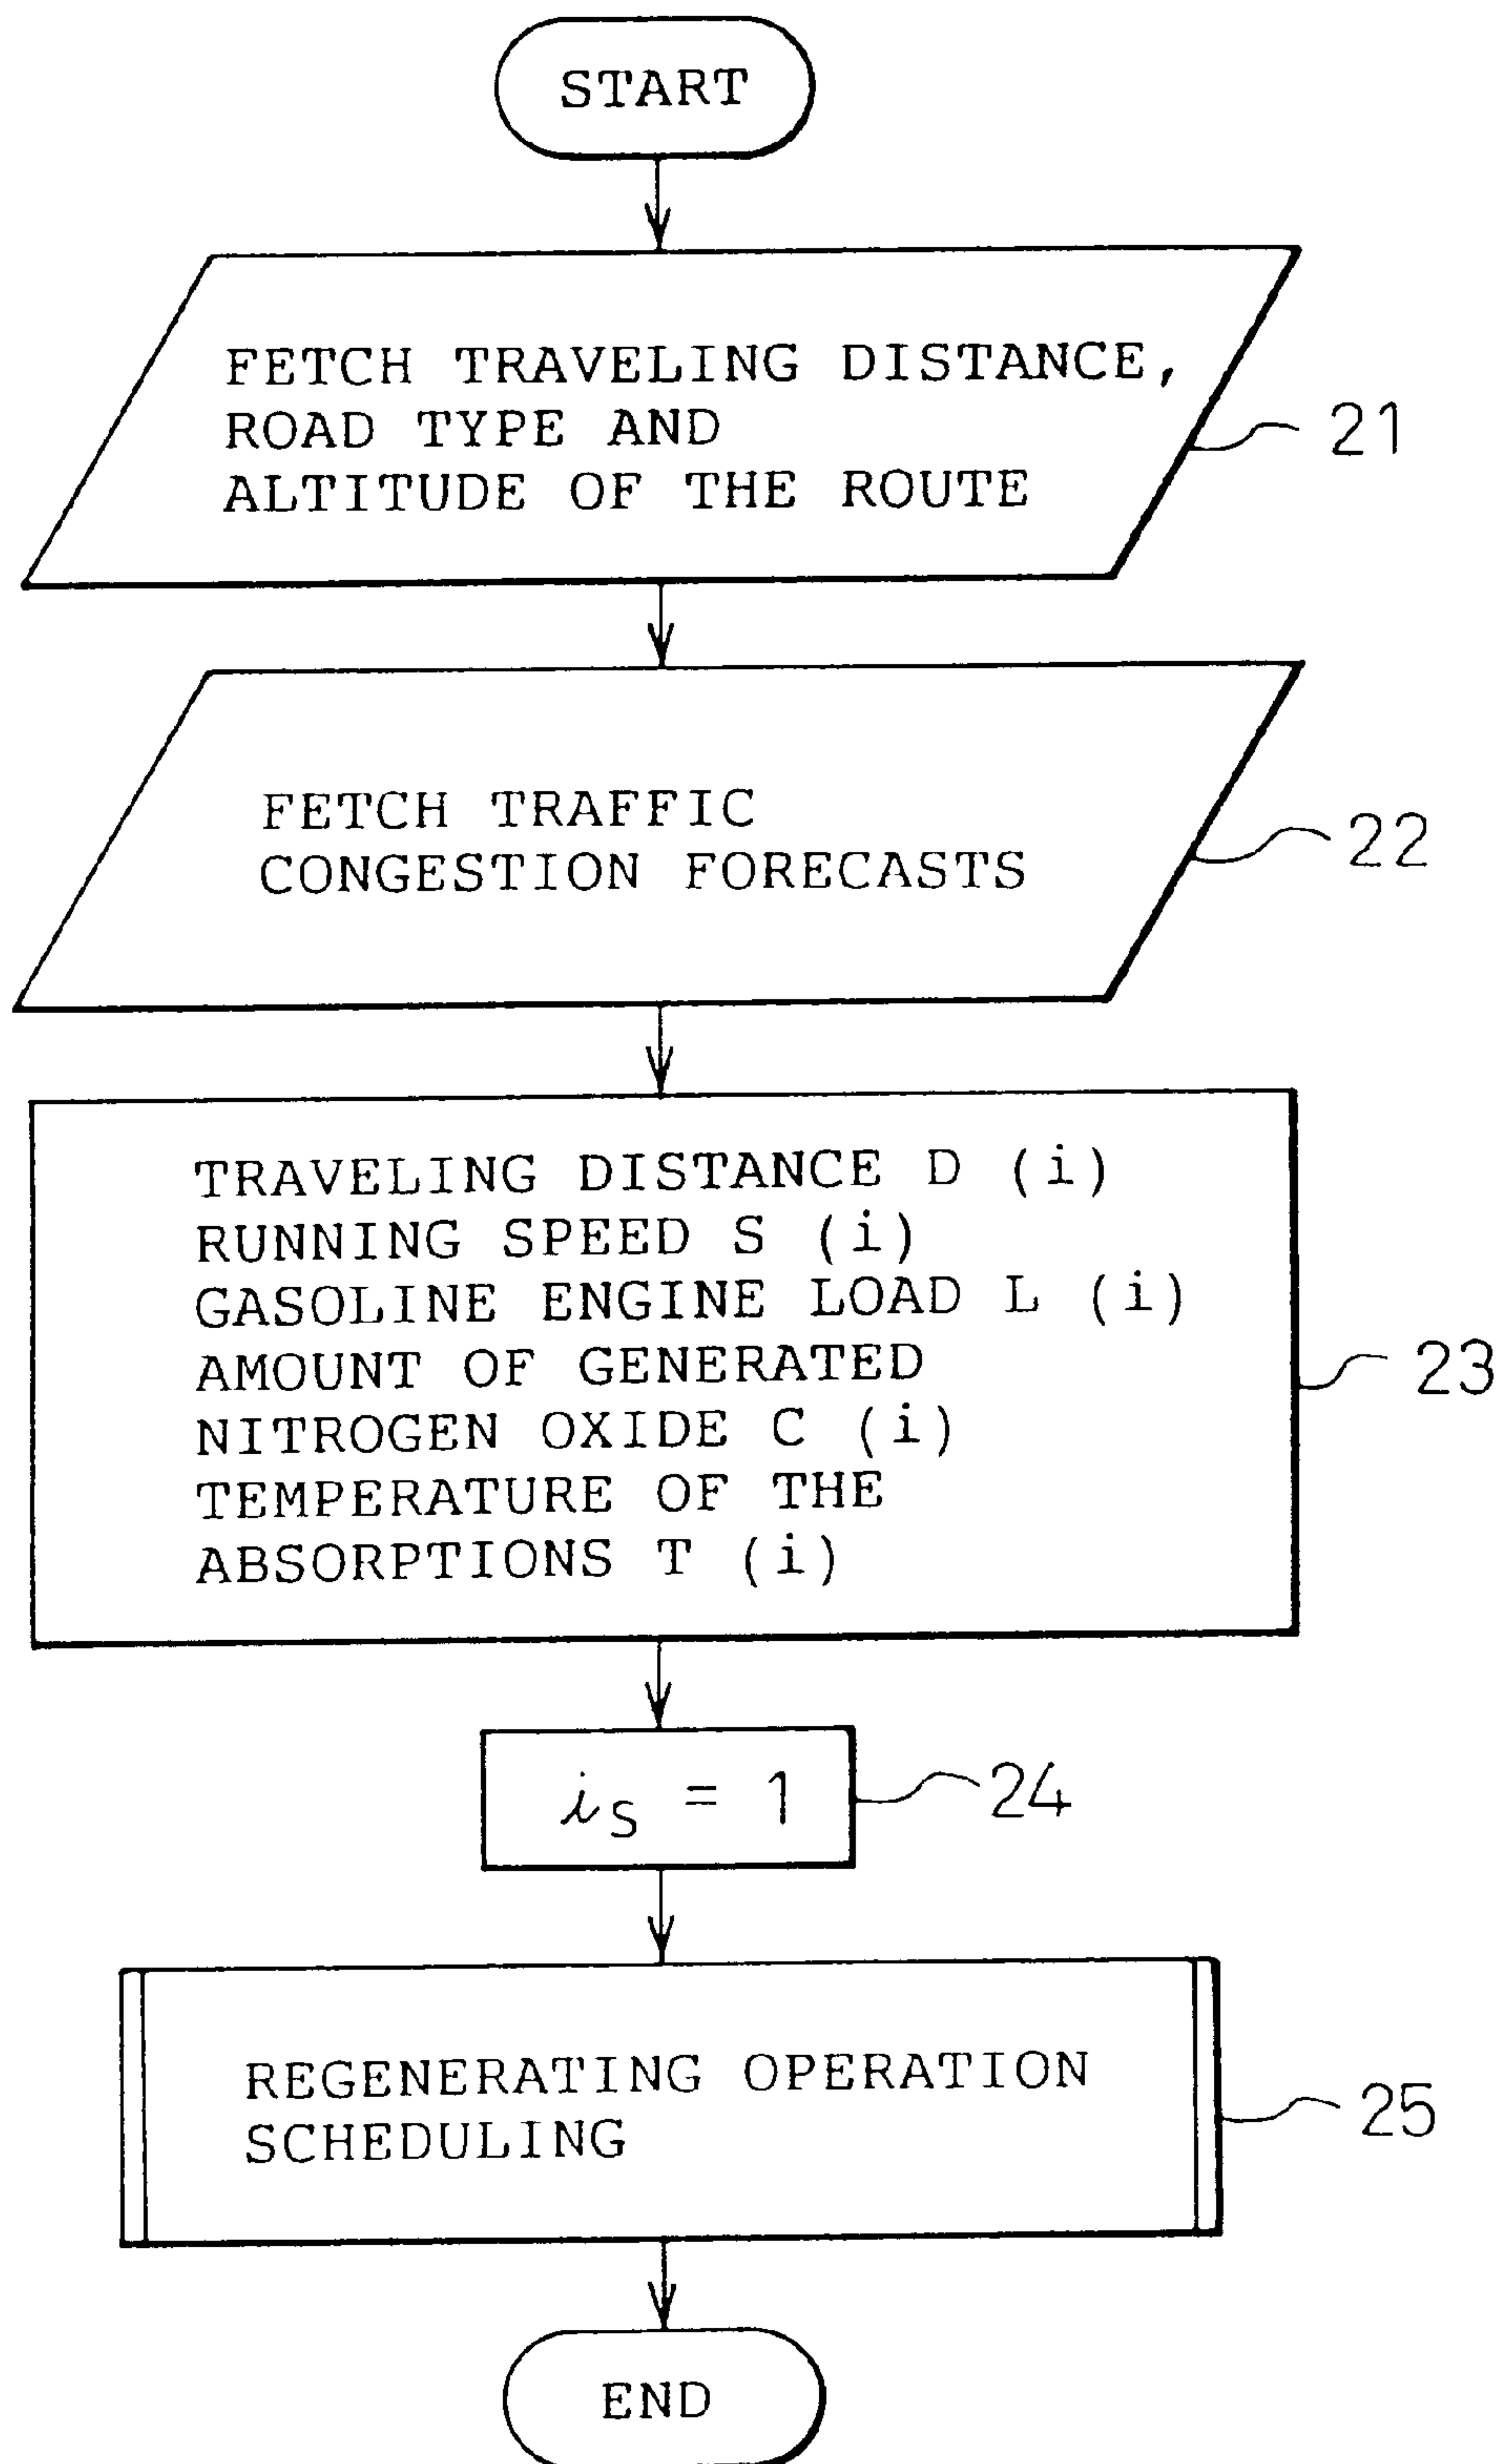 START
FETCH TRAVELING DISTANCE,
ROAD TYPE AND
ALTITUDE OF THE ROUTE
21
FETCH TRAFFIC
CONGESTION FORECASTS
22
TRAVELING DISTANCE D (i)
RUNNING SPEED S (i)
GASOLINE ENGINE LOAD L (i)
AMOUNT OF GENERATED
NITROGEN OXIDE C (i)
TEMPERATURE OF THE
ABSORPTIONS T (i)
23
is = 1
24
REGENERATING OPERATION
SCHEDULING
25
END